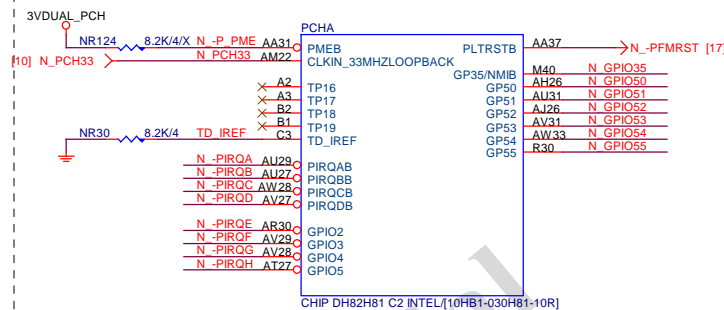 3VDUAL_PCH
PCHA
NR124 8.2K/4/X N_-P_PME AA31 PMEB PLTRSTB AA37 N_-PFMRST [17]
[10] N_PCH33 N_PCH33 AM22 CLKIN_33MHZLOOPBACK
GP35/NMIB M40 N_GPIO35
A2 TP16 GP50 AH26 N_GPIO50
A3 TP17 GP51 AU31 N_GPIO51
B2 TP18 GP52 AJ26 N_GPIO52
B1 TP19 GP53 AV31 N_GPIO53
NR30 8.2K/4 TD_IREF C3 TD_IREF GP54 AW33 N_GPIO54
GP55 R30 N_GPIO55
N_-PIRQA AU29 PIRQAB
N_-PIRQB AU27 PIRQBB
N_-PIRQC AW28 PIRQCB
N_-PIRQD AV27 PIRQDB
N_-PIRQE AR30 GPIO2
N_-PIRQF AV29 GPIO3
N_-PIRQG AV28 GPIO4
N_-PIRQH AT27 GPIO5
CHIP DH82H81 C2 INTEL/[10HB1-030H81-10R]